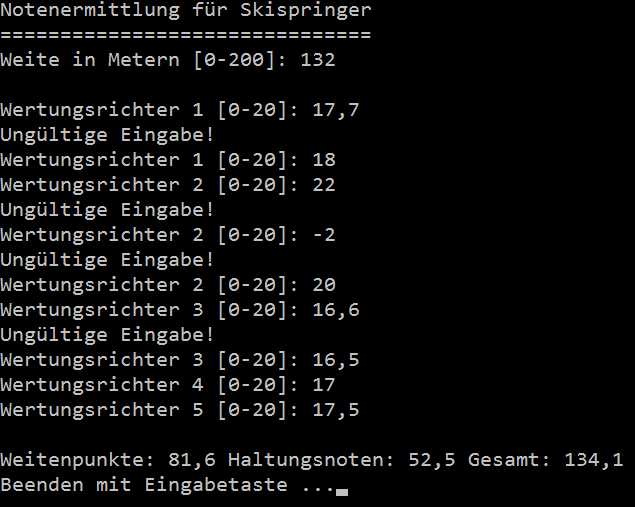 Notenermittlung für Skispringer
===============================
Weite in Metern [0-200]: 132
Wertungsrichter 1 [0-20]: 17,7
Ungültige Eingabe!
Wertungsrichter 1 [0-20]: 18
Wertungsrichter 2 [0-20]: 22
Ungültige Eingabe!
Wertungsrichter 2 [0-20]: -2
Ungültige Eingabe!
Wertungsrichter 2 [0-20]: 20
Wertungsrichter 3 [0-20]: 16,6
Ungültige Eingabe!
Wertungsrichter 3 [0-20]: 16,5
Wertungsrichter 4 [0-20]: 17
Wertungsrichter 5 [0-20]: 17,5
Weitenpunkte: 81,6 Haltungsnoten: 52,5 Gesamt: 134,1
Beenden mit Eingabetaste ...